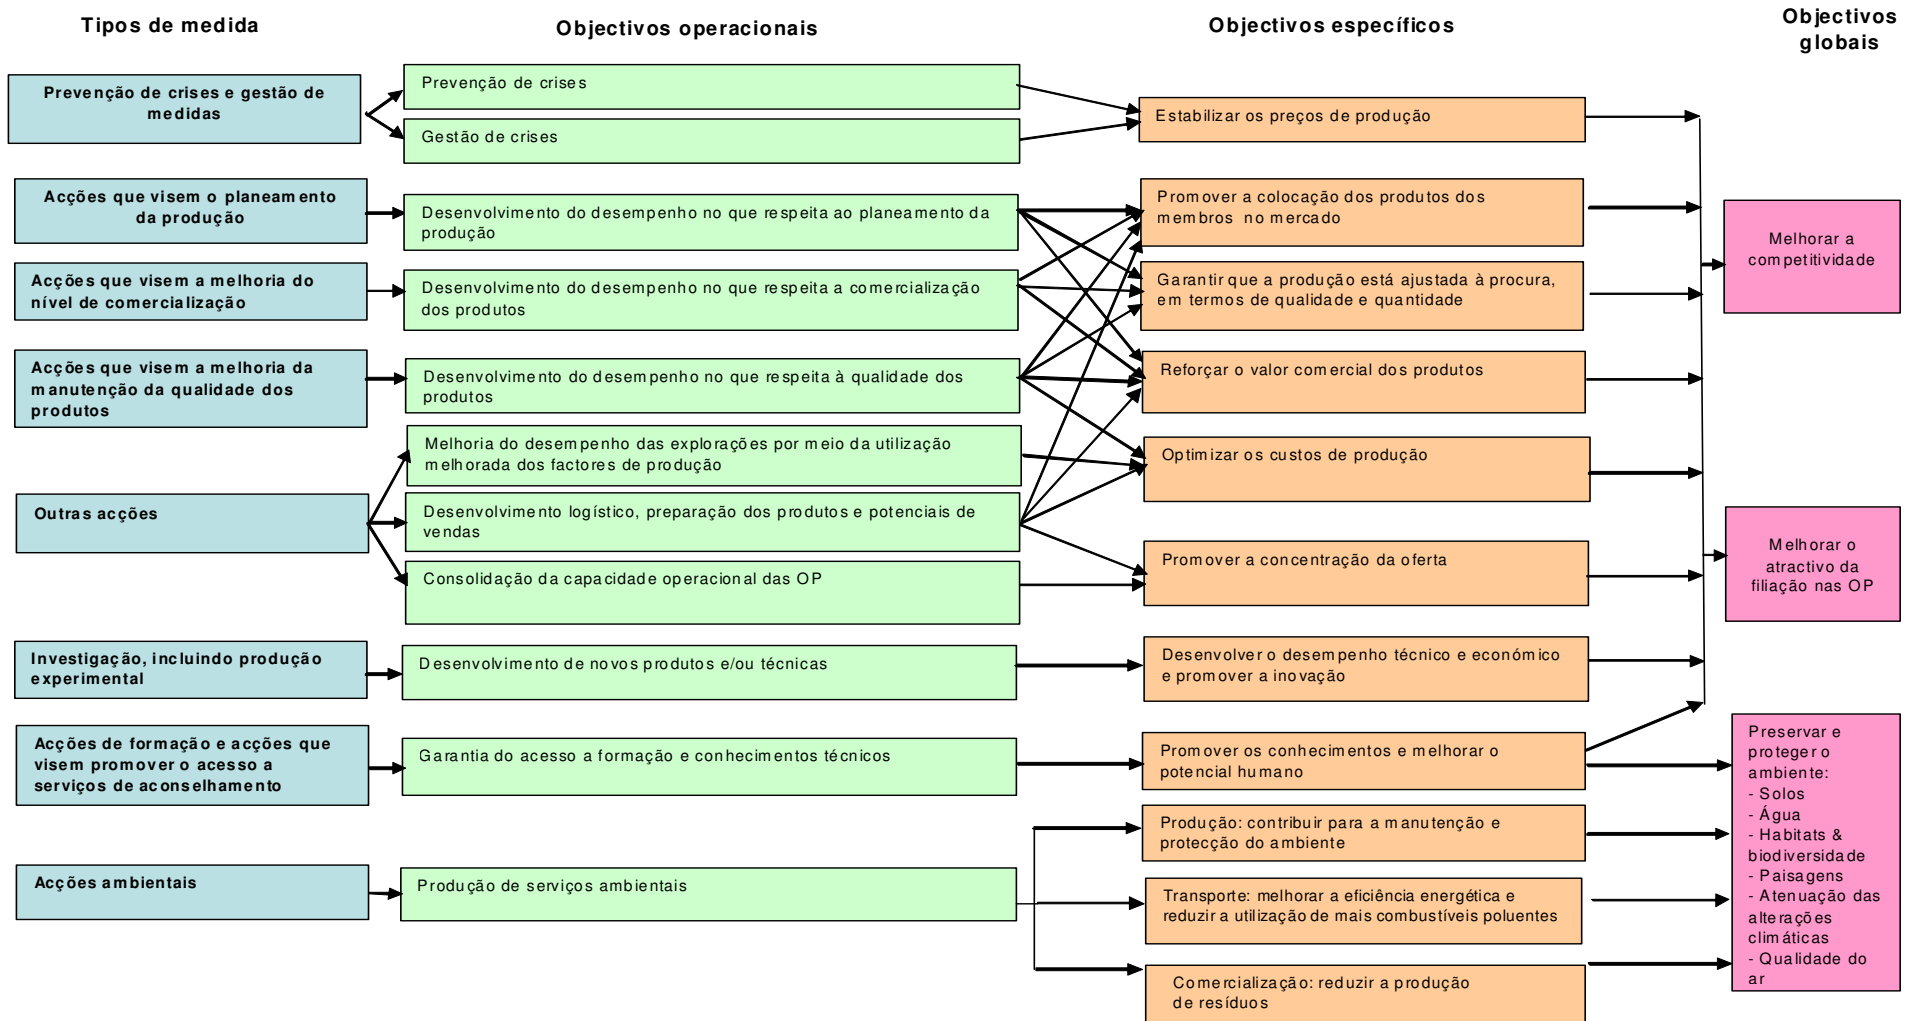 Tipos de medida
Objectivos operacionais
Objectivos específicos
Objectivos
globais
Prevenção de crises e gestão de
medidas
Acções que visem o planeamento
da produção
Acções que visem a melhoria do
nível de comercialização
Acções que visem a melhoria da
manutenção da qualidade dos
produtos
Outras acções
Investigação, incluindo produção
experimental
Acções de formação e acções que
visem promover o acesso a
serviços de aconselhamento
Acções ambientais
Prevenção de crises
Gestão de crises
Desenvolvimento do desempenho no que respeita ao planeamento da
produção
Desenvolvimento do desempenho no que respeita a comercialização
dos produtos
Desenvolvimento do desempenho no que respeita à qualidade dos
produtos
Melhoria do desempenho das explorações por meio da utilização
melhorada dos factores de produção
Desenvolvimento logístico, preparação dos produtos e potenciais de
vendas
Consolidação da capacidade operacional das OP
Desenvolvimento de novos produtos e/ou técnicas
Garantia do acesso a formação e conhecimentos técnicos
Produção de serviços ambientais
Estabilizar os preços de produção
Promover a colocação dos produtos dos
membros no mercado
Garantir que a produção está ajustada à procura,
em termos de qualidade e quantidade
Reforçar o valor comercial dos produtos
Optimizar os custos de produção
Promover a concentração da oferta
Desenvolver o desempenho técnico e económico
e promover a inovação
Promover os conhecimentos e melhorar o
potencial humano
Produção: contribuir para a manutenção e
protecção do ambiente
Transporte: melhorar a eficiência energética e
reduzir a utilização de mais combustíveis poluentes
Comercialização: reduzir a produção
de resíduos
Melhorar a
competitividade
Melhorar o
atractivo da
filiação nas OP
Preservar e
proteger o
ambiente:
- Solos
- Água
- Habitats &
biodiversidade
- Paisagens
- Atenuação das
alterações
climáticas
- Qualidade do
ar